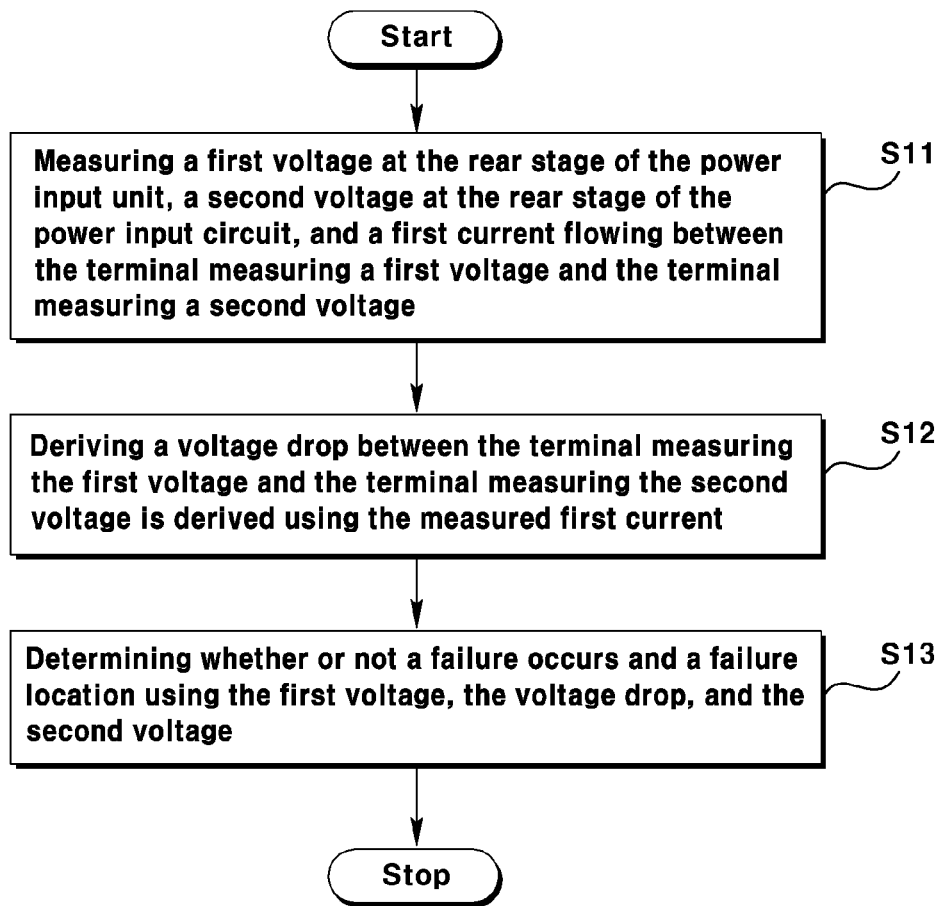 Start
Measuring a first voltage at the rear stage of the power
input unit, a second voltage at the rear stage of the
power input circuit, and a first current flowing between
the terminal measuring a first voltage and the terminal
measuring a second voltage
S11
Deriving a voltage drop between the terminal measuring
the first voltage and the terminal measuring the second
voltage is derived using the measured first current
S12
Determining whether or not a failure occurs and a failure
location using the first voltage, the voltage drop, and the
second voltage
S13
Stop